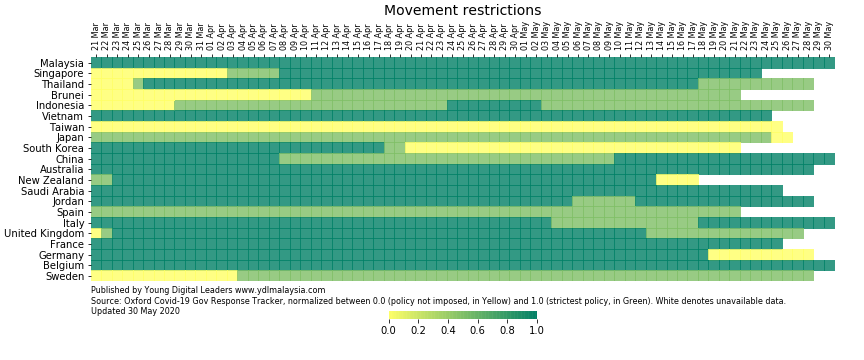 Movement restrictions
21 Mar
22 Mar
23 Mar
24 Mar
25 Mar
26 Mar
27 Mar
28 Mar
29 Mar
30 Mar
31 Mar
01 Apr
02 Apr
03 Apr
04 Apr
05 Apr
06 Apr
07 Apr
08 Apr
09 Apr
10 Apr
11 Apr
12 Apr
13 Apr
14 Apr
15 Apr
16 Apr
17 Apr
18 Apr
19 Apr
20 Apr
21 Apr
22 Apr
23 Apr
24 Apr
25 Apr
26 Apr
27 Apr
28 Apr
29 Apr
30 Apr
01 May
02 May
03 May
04 May
05 May
06 May
07 May
08 May
09 May
10 May
11 May
12 May
13 May
14 May
15 May
16 May
17 May
18 May
19 May
20 May
21 May
22 May
23 May
24 May
25 May
26 May
27 May
28 May
29 May
30 May
Malaysia
Singapore
Thailand
Brunei
Indonesia
Vietnam
Taiwan
Japan
South Korea
China
Australia
New Zealand
Saudi Arabia
Jordan
Spain
Italy
United Kingdom
France
Germany
Belgium
Sweden
Published by Young Digital Leaders www.ydlmalaysia.com
Source: Oxford Covid-19 Gov Response Tracker, normalized between 0.0 (policy not imposed, in Yellow) and 1.0 (strictest policy, in Green). White denotes unavailable data.
Updated 30 May 2020
0.0 0.2 0.4 0.6 0.8 1.0